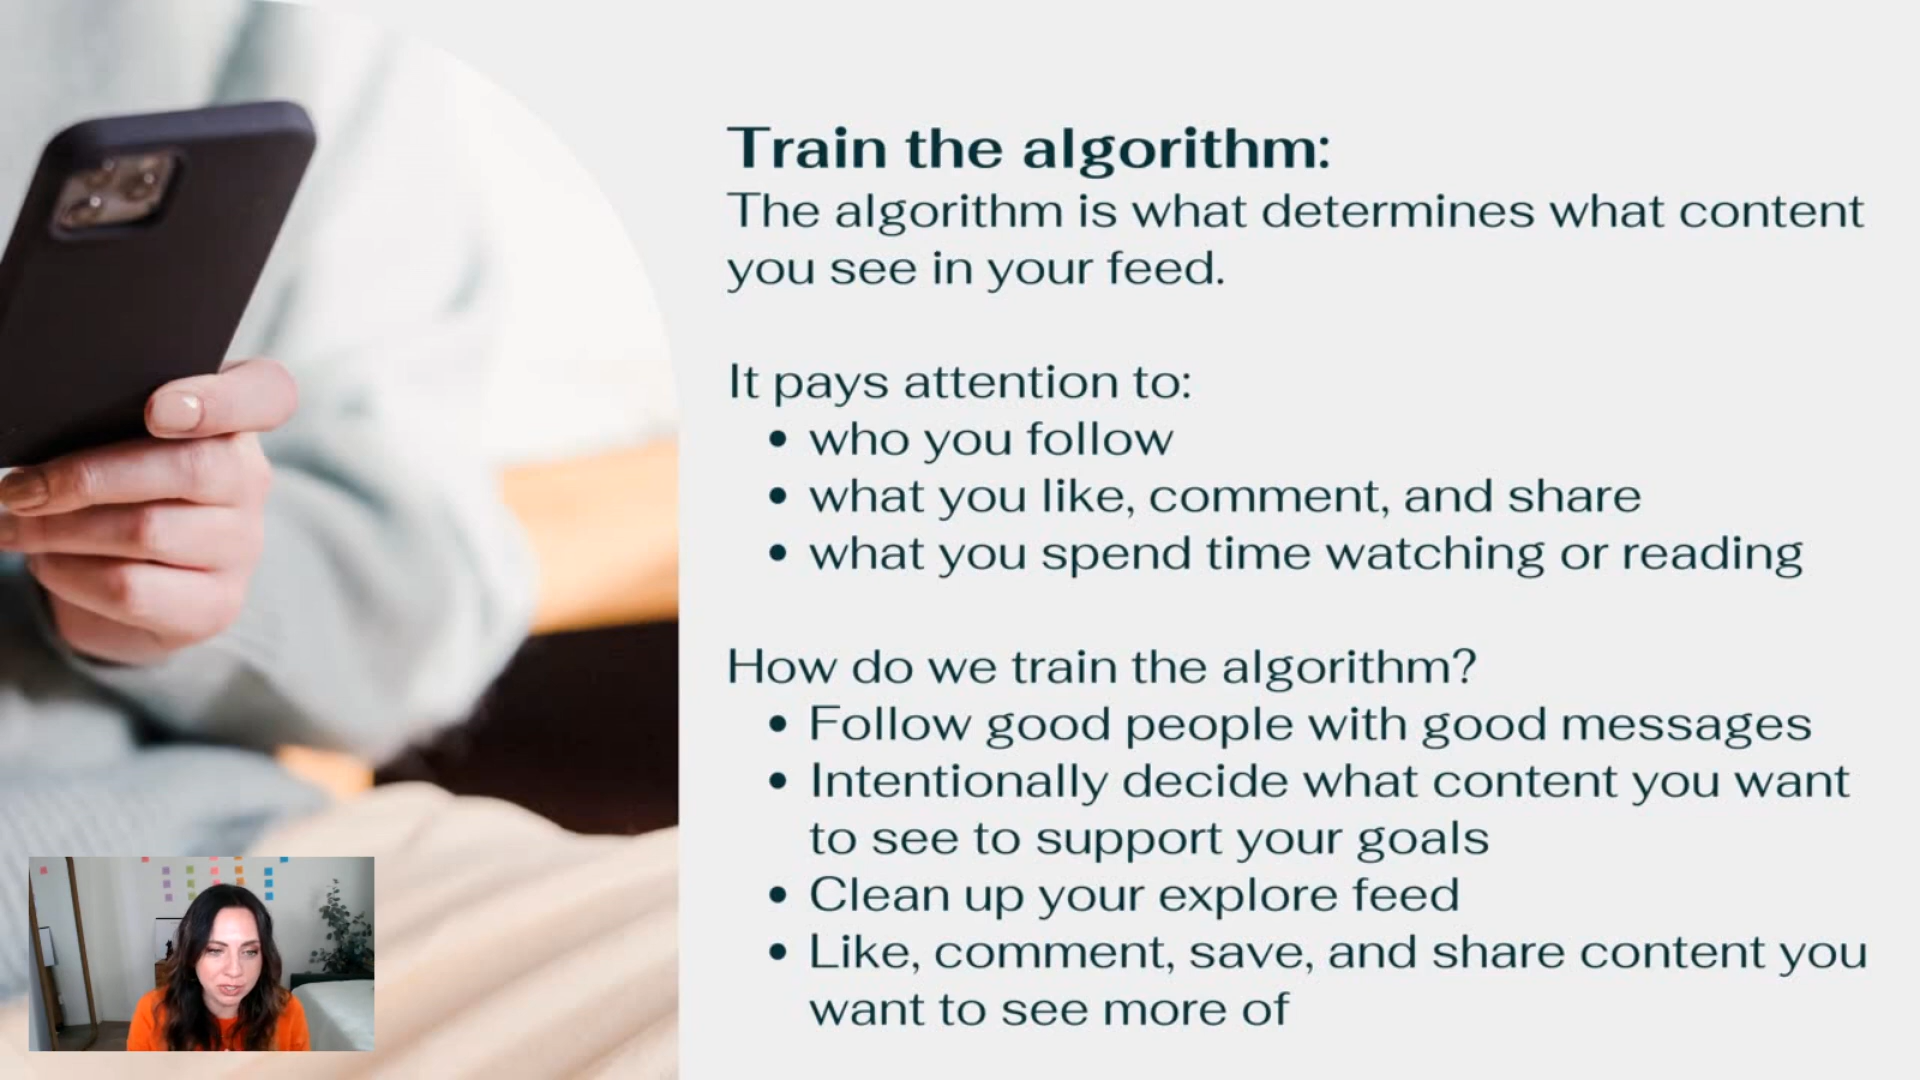 Train the algorithm:
The algorithm is what determines what content
you see in your feed.
It pays attention to:
• who you follow
• what you like, comment, and share
• what you spend time watching or reading
How do we train the algorithm?
• Follow good people with good messages
• Intentionally decide what content you want
to see to support your goals
• Clean up your explore feed
• Like, comment, save, and share content you
want to see more of